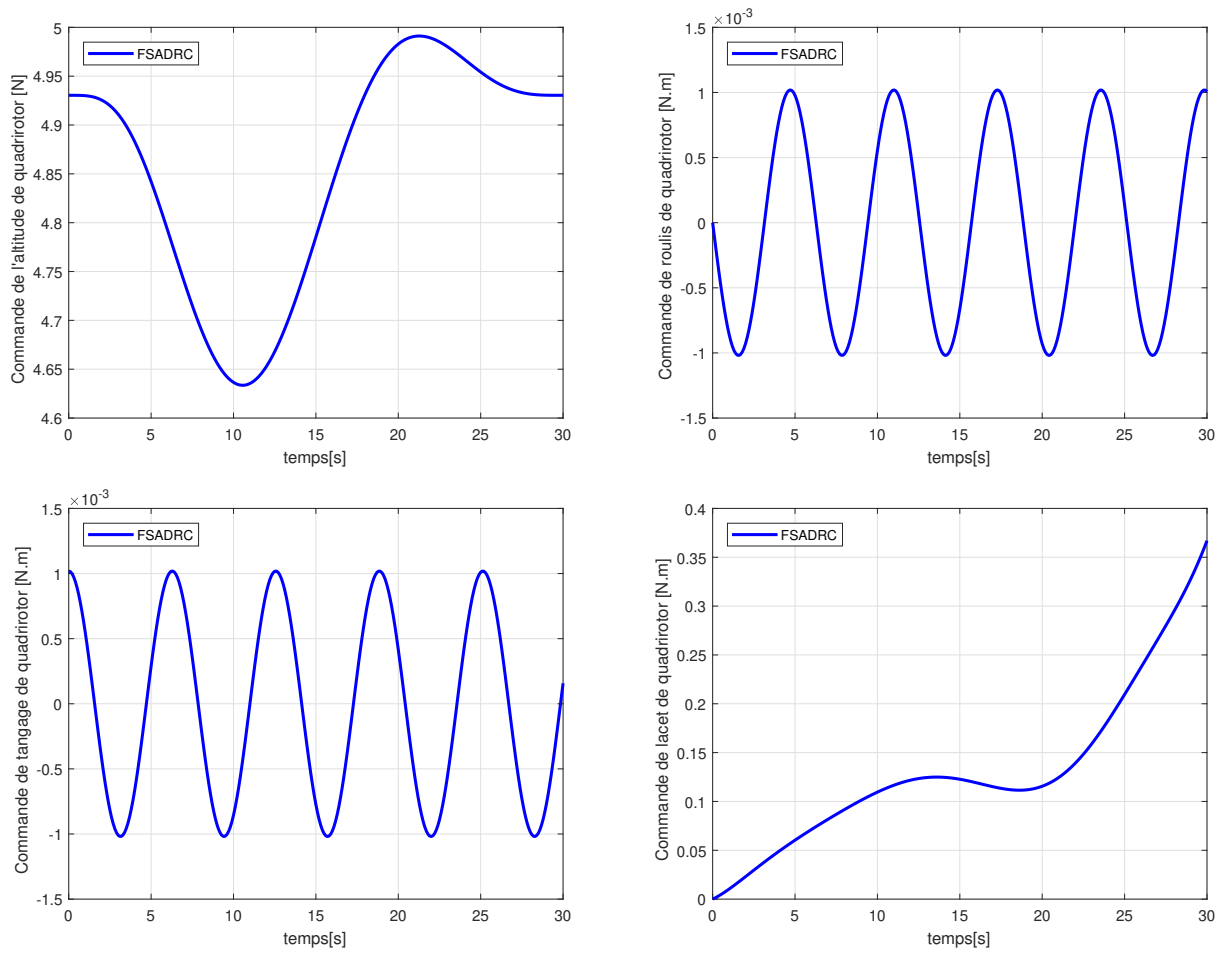 Commande de l'altitude de quadrirotor [N]
5
4.95
4.9
4.85
4.8
4.75
4.7
4.65
4.6
FSADRC
0 5 10 15 20 25 30
temps[s]
Commande de roulis de quadrirotor [N.m]
×10-3
1.5
1
0.5
0
-0.5
-1
-1.5
FSADRC
0 5 10 15 20 25 30
temps[s]
Commande de tangage de quadrirotor [N.m]
×10-3
1.5
1
0.5
0
-0.5
-1
-1.5
FSADRC
0 5 10 15 20 25 30
temps[s]
Commande de lacet de quadrirotor [N.m]
0.4
0.35
0.3
0.25
0.2
0.15
0.1
0.05
0
FSADRC
0 5 10 15 20 25 30
temps[s]